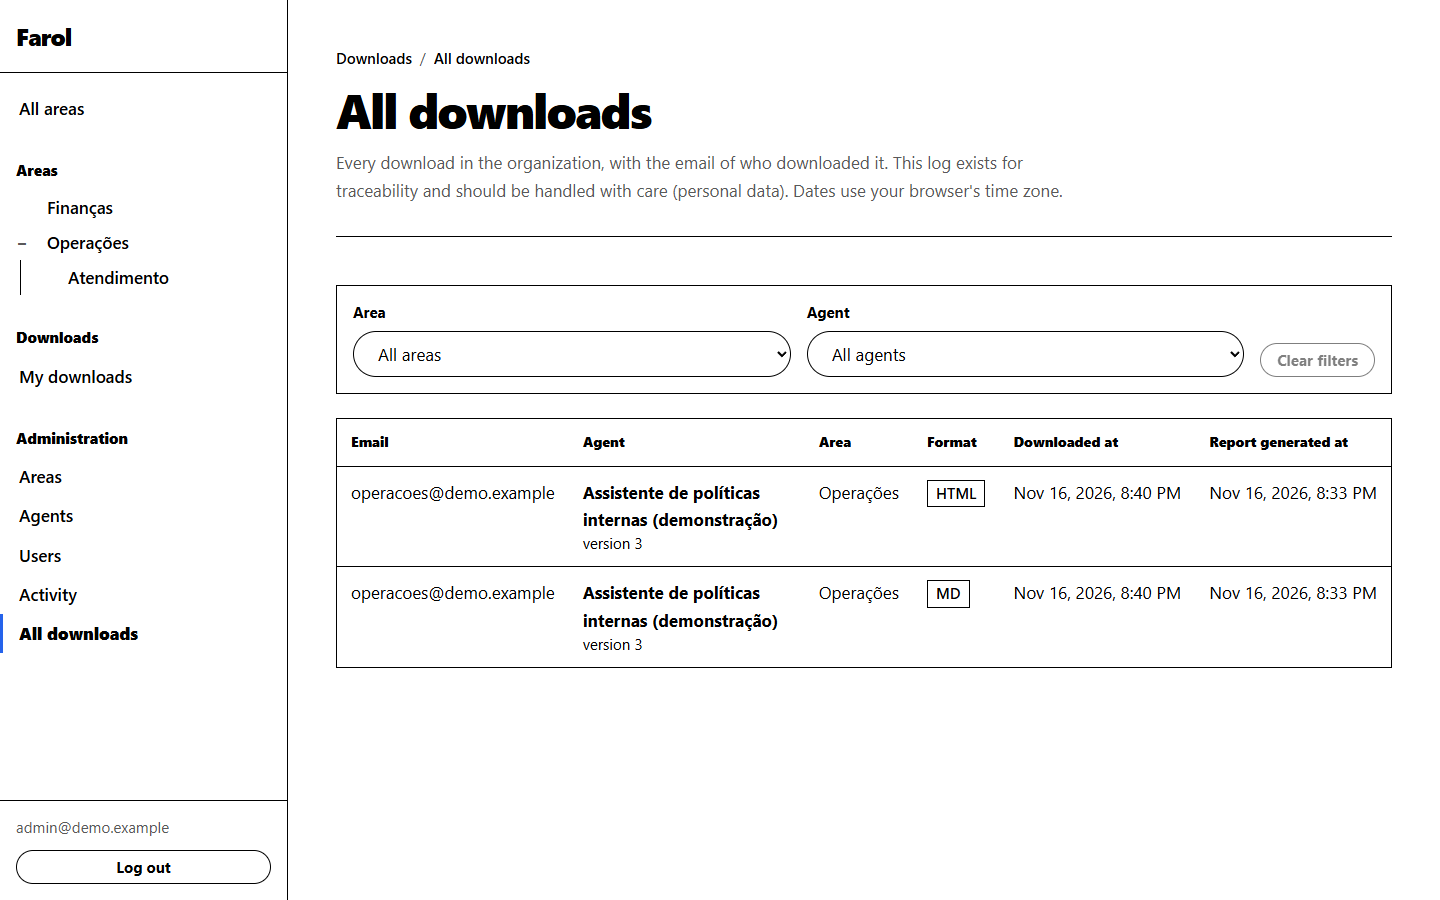 Farol
All areas
Areas
Finanças
– Operações
Atendimento
Downloads
My downloads
Administration
Areas
Agents
Users
Activity
All downloads
admin@demo.example
Log out
Downloads / All downloads
All downloads
Every download in the organization, with the email of who downloaded it. This log exists for
traceability and should be handled with care (personal data). Dates use your browser's time zone.
Area Agent
All areas All agents Clear filters
Email Agent Area Format Downloaded at Report generated at
operacoes@demo.example Assistente de políticas Operações HTML Nov 16, 2026, 8:40 PM Nov 16, 2026, 8:33 PM
internas (demonstração)
version 3
operacoes@demo.example Assistente de políticas Operações MD Nov 16, 2026, 8:40 PM Nov 16, 2026, 8:33 PM
internas (demonstração)
version 3